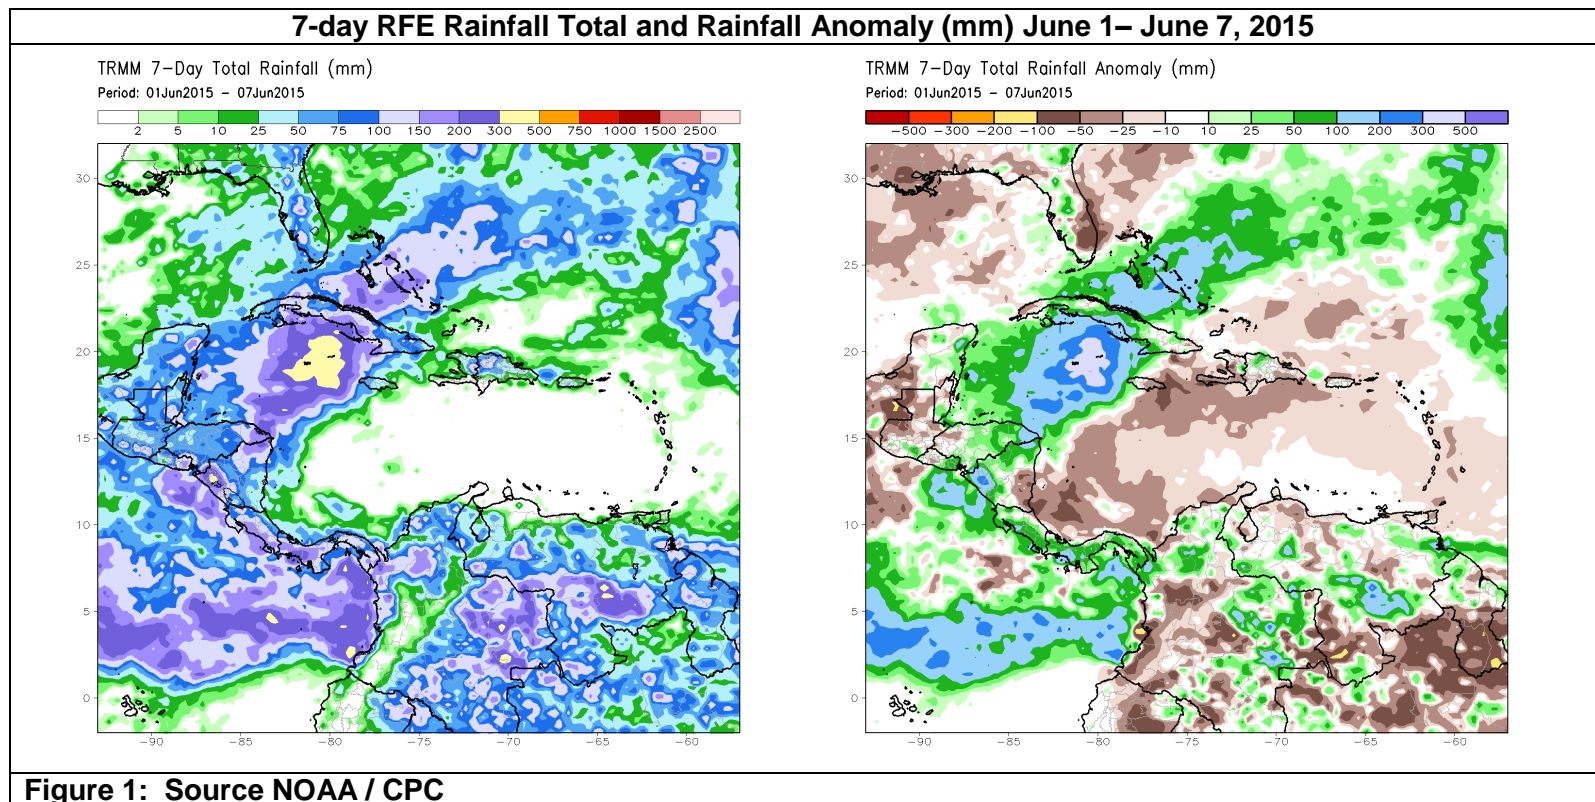 7-day RFE Rainfall Total and Rainfall Anomaly (mm) June 1– June 7, 2015
TRMM 7-Day Total Rainfall (mm)
Period: 01Jun2015 - 07Jun2015
2 5 10 25 50 75 100 150 200 300 500 750 1000 1500 2500
30
25
20
15
10
5
0
-90 -85 -80 -75 -70 -65 -60
TRMM 7-Day Total Rainfall Anomaly (mm)
Period: 01Jun2015 - 07Jun2015
-500 -300 -200 -100 -50 -25 -10 10 25 50 100 200 300 500
30
25
20
15
10
5
0
-90 -85 -80 -75 -70 -65 -60
Figure 1: Source NOAA / CPC